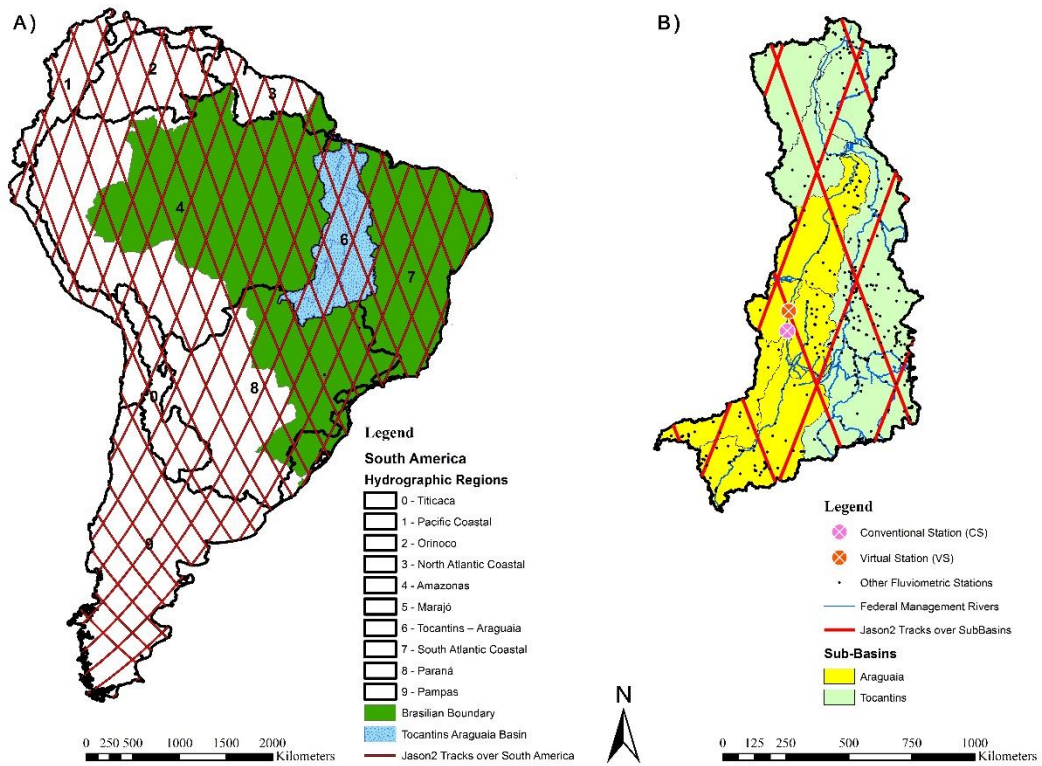 A)
1
2
3
4
6
7
8
0
9
Legend
South America
Hydrographic Regions
0 - Titicaca
1 - Pacific Coastal
2 - Orinoco
3 - North Atlantic Coastal
4 - Amazonas
5 - Marajó
6 - Tocantins – Araguaia
7 - South Atlantic Coastal
8 - Paraná
9 - Pampas
Brasilian Boundary
Tocantins Araguaia Basin
Jason2 Tracks over South America
0 250 500 1000 1500 2000
Kilometers
N
B)
Legend
Conventional Station (CS)
Virtual Station (VS)
Other Fluviometric Stations
Federal Management Rivers
Jason2 Tracks over SubBasins
Sub-Basins
Araguaia
Tocantins
0 125 250 500 750 1000
Kilometers